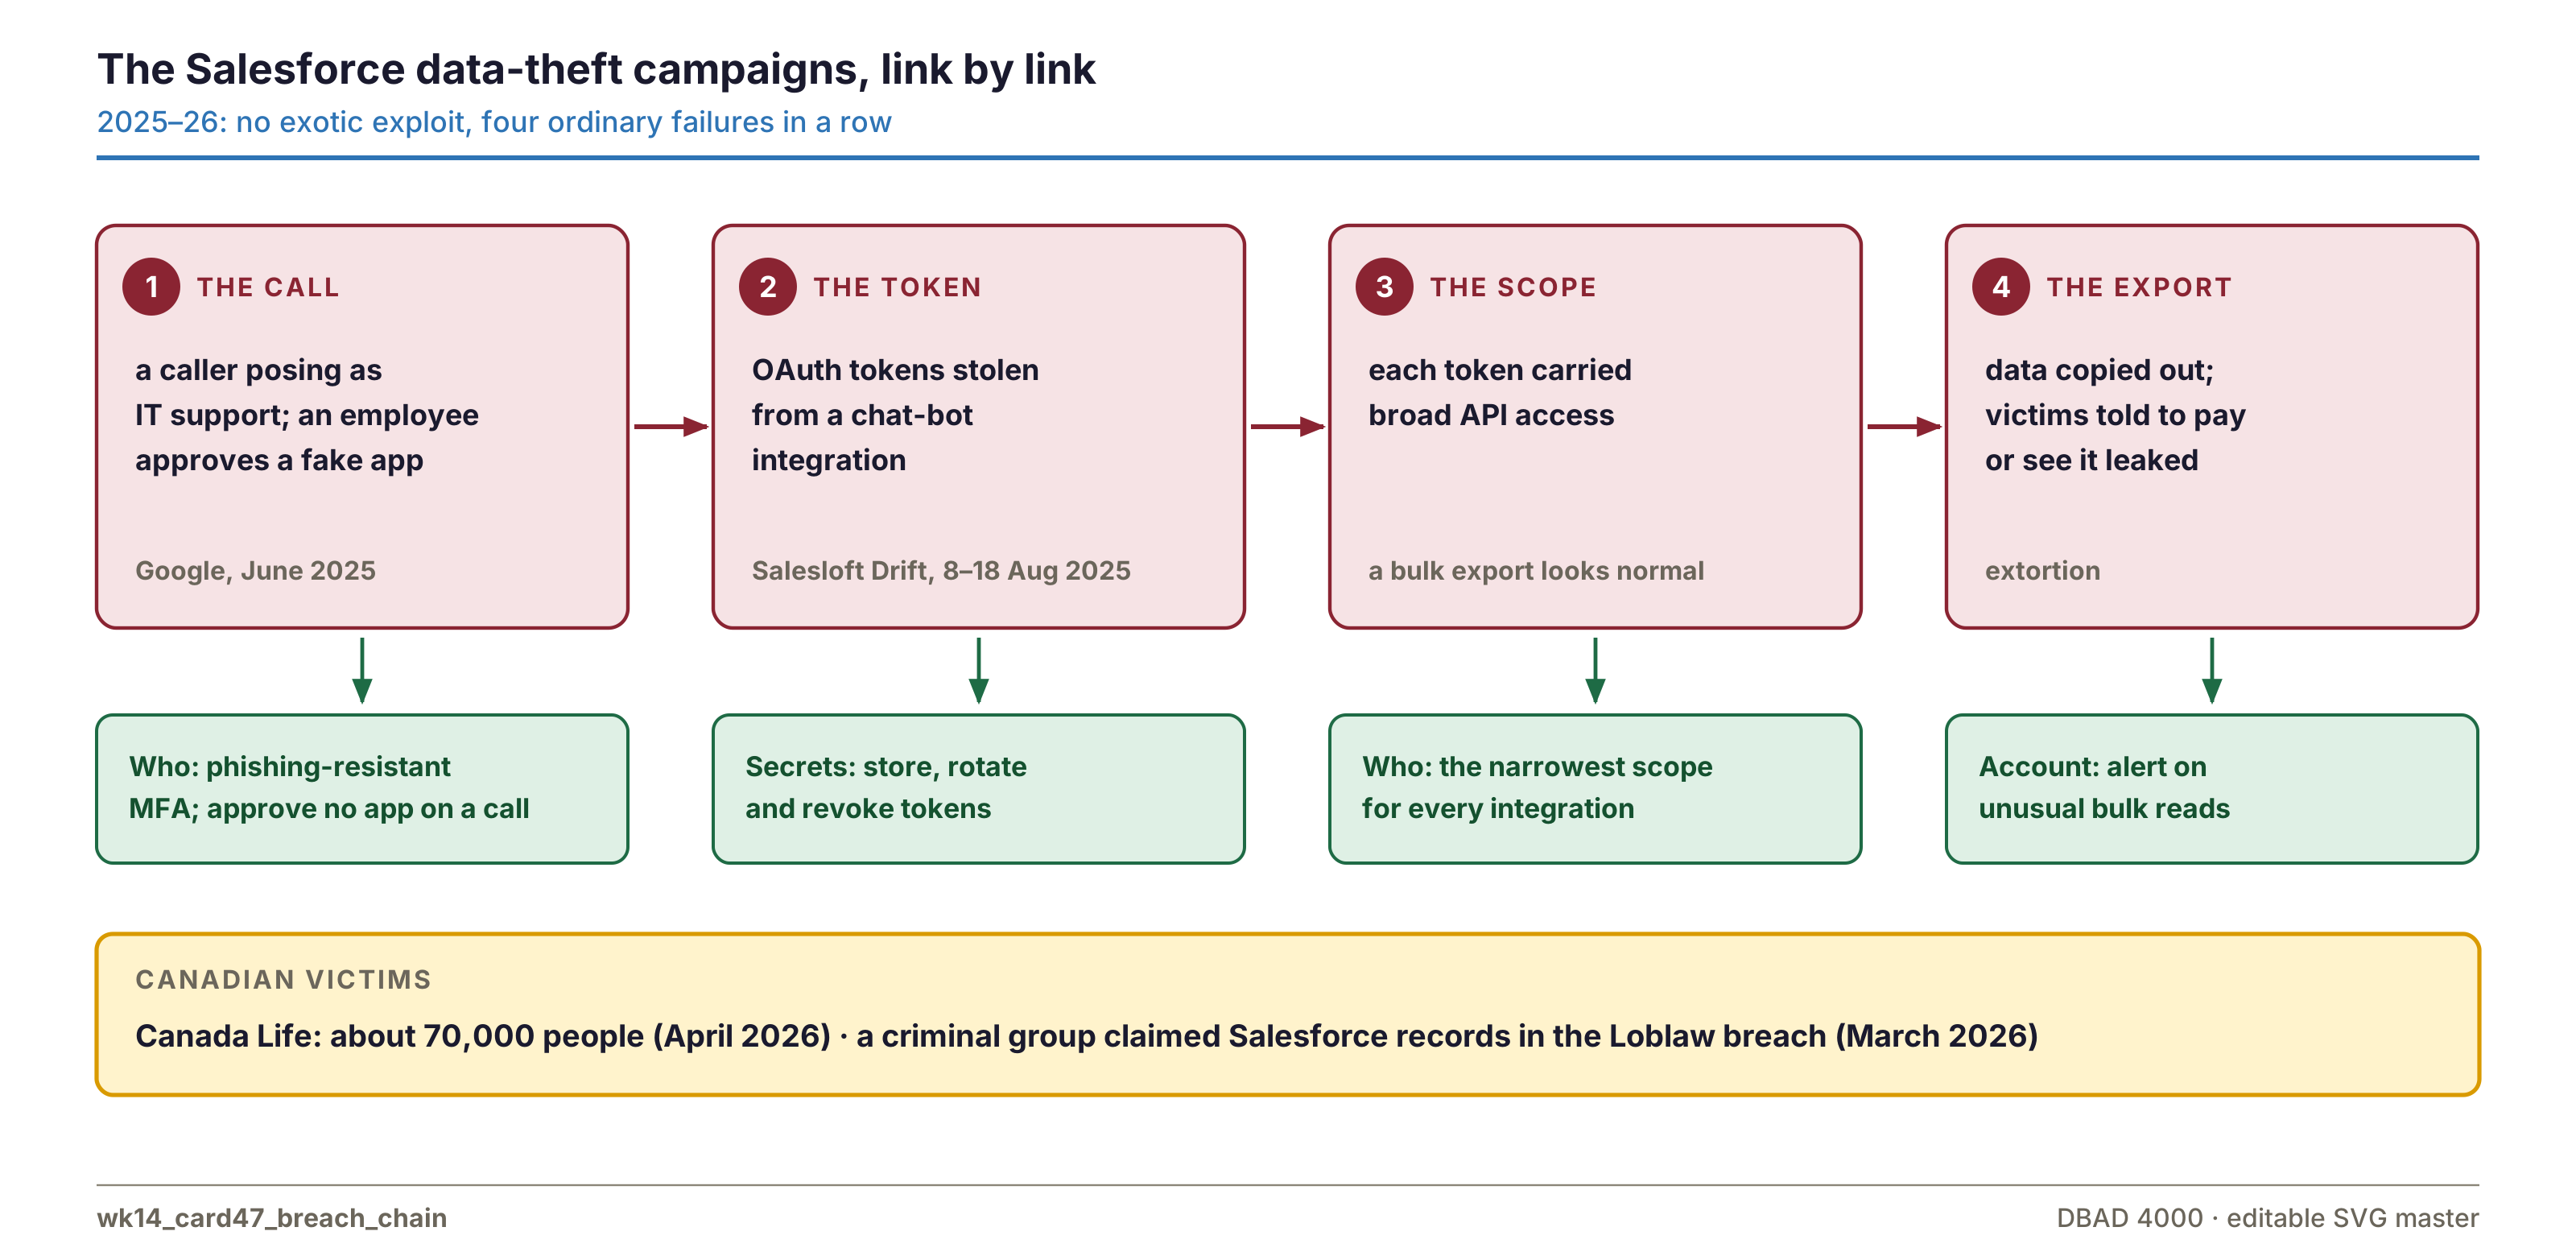 The Salesforce data-theft campaigns, link by link
2025–26: no exotic exploit, four ordinary failures in a row
1 THE CALL
a caller posing as
IT support; an employee
approves a fake app
Google, June 2025
2 THE TOKEN
OAuth tokens stolen
from a chat-bot
integration
Salesloft Drift, 8–18 Aug 2025
3 THE SCOPE
each token carried
broad API access
a bulk export looks normal
4 THE EXPORT
data copied out;
victims told to pay
or see it leaked
extortion
Who: phishing-resistant
MFA; approve no app on a call
Secrets: store, rotate
and revoke tokens
Who: the narrowest scope
for every integration
Account: alert on
unusual bulk reads
CANADIAN VICTIMS
Canada Life: about 70,000 people (April 2026) · a criminal group claimed Salesforce records in the Loblaw breach (March 2026)
wk14_card47_breach_chain
DBAD 4000 · editable SVG master